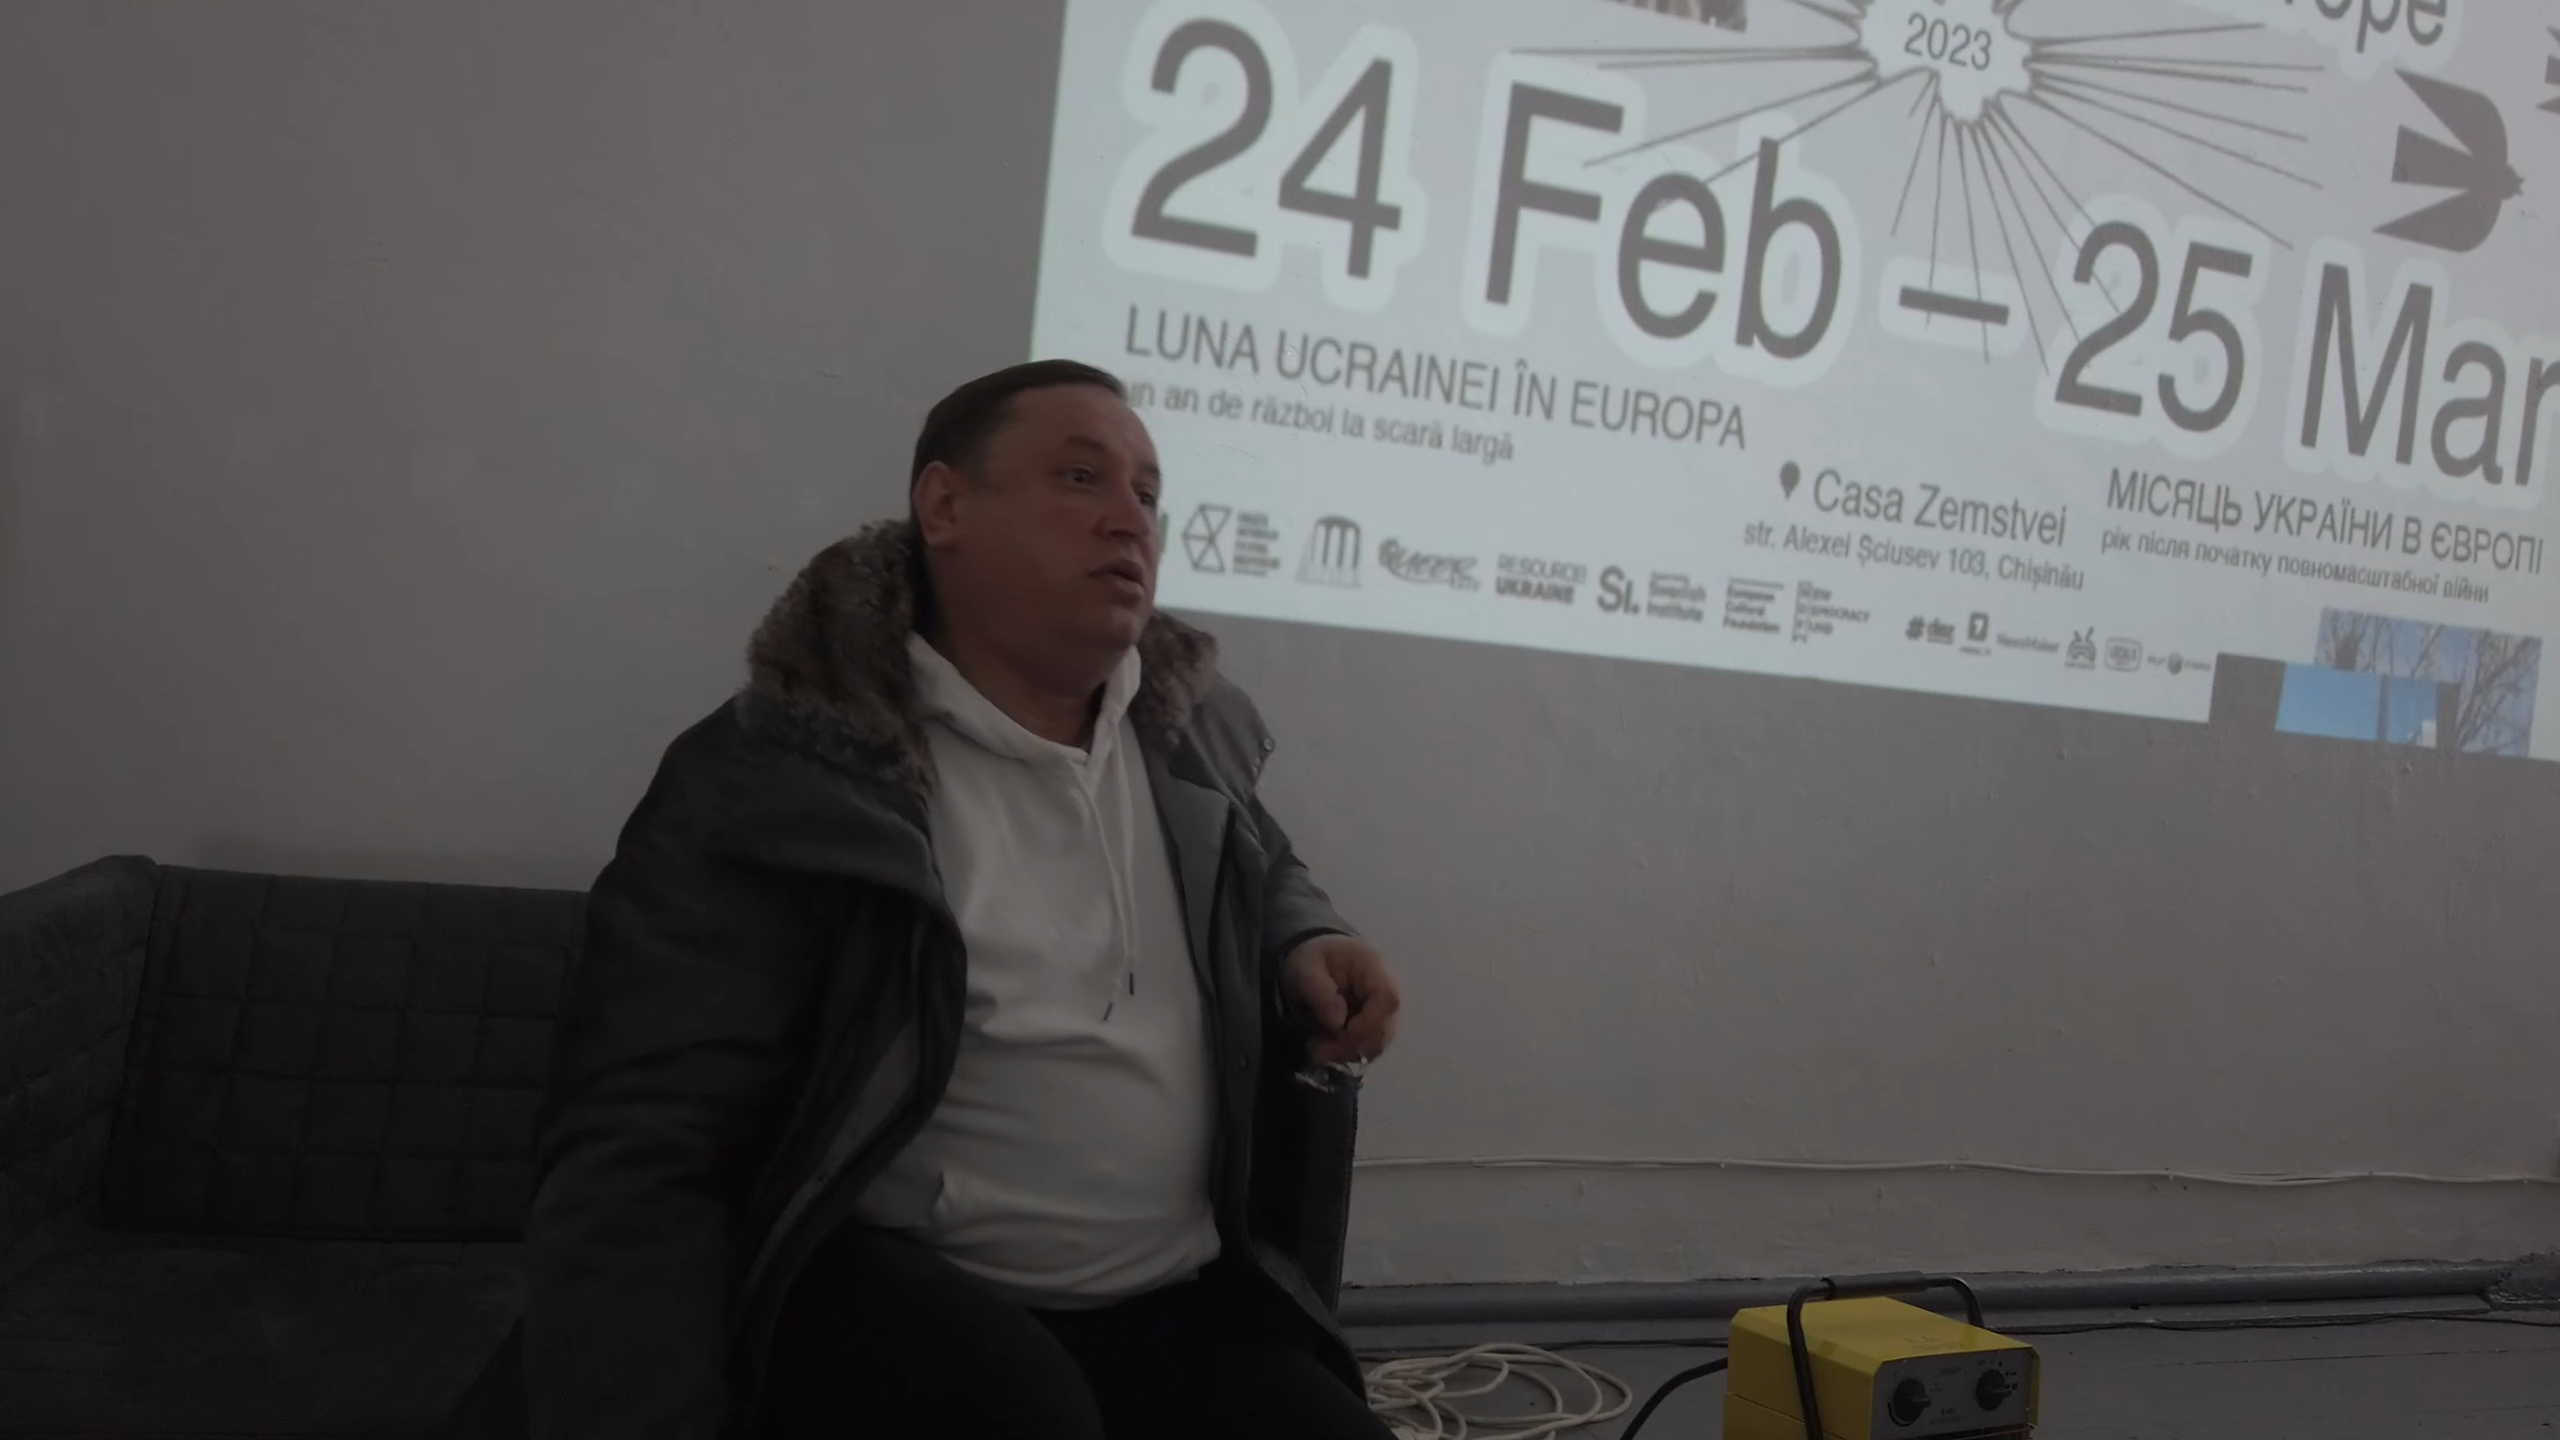 2023
24 Feb – 25 Mar
LUNA UCRAINEI ÎN EUROPA
un an de război la scară largă
Casa Zemstvei
str. Alexei Șciusev 103, Chișinău
МІСЯЦЬ УКРАЇНИ В ЄВРОПІ
рік після початку повномасштабної війни
RESOURCE
UKRAINE
Si.
Swedish
Institute
European
Cultural
Foundation
NewsMaker